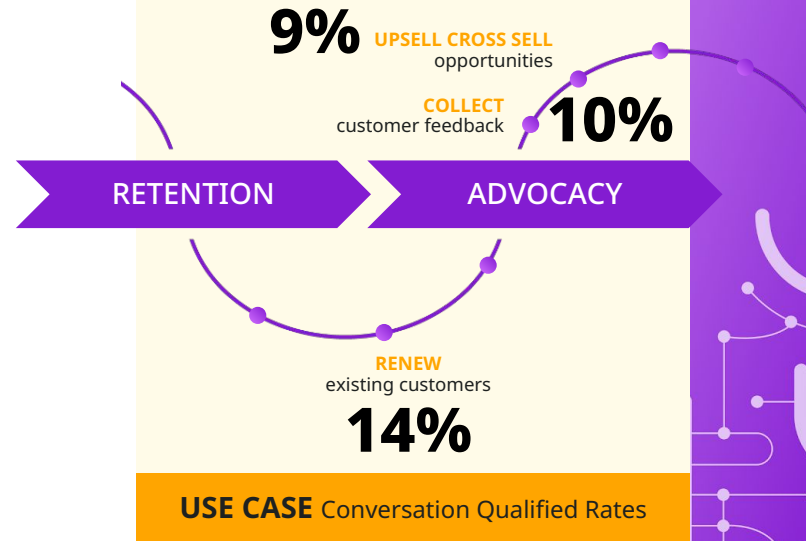 9% UPSELL CROSS SELL
opportunities
COLLECT
customer feedback
10%
RETENTION
ADVOCACY
RENEW
existing customers
14%
USE CASE Conversation Qualified Rates